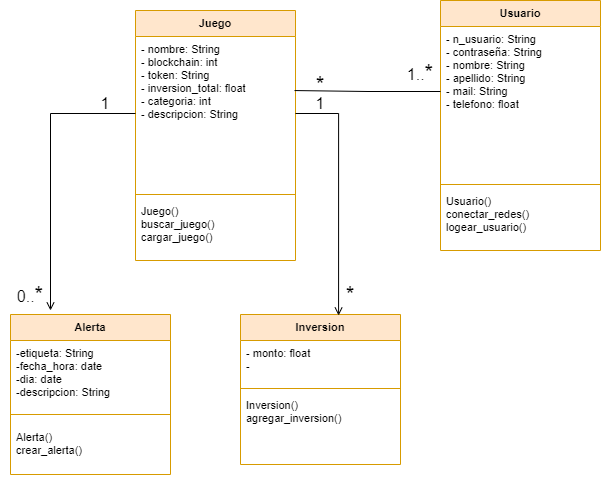 Juego
- nombre: String
- blockchain: int
- token: String
- inversion_total: float
- categoria: int
- descripcion: String
Juego()
buscar_juego()
cargar_juego()
Usuario
- n_usuario: String
- contraseña: String
- nombre: String
- apellido: String
- mail: String
- telefono: float
Usuario()
conectar_redes()
logear_usuario()
*
1..*
1
1
0..*
*
Alerta
-etiqueta: String
-fecha_hora: date
-dia: date
-descripcion: String
Alerta()
crear_alerta()
Inversion
- monto: float
-
Inversion()
agregar_inversion()